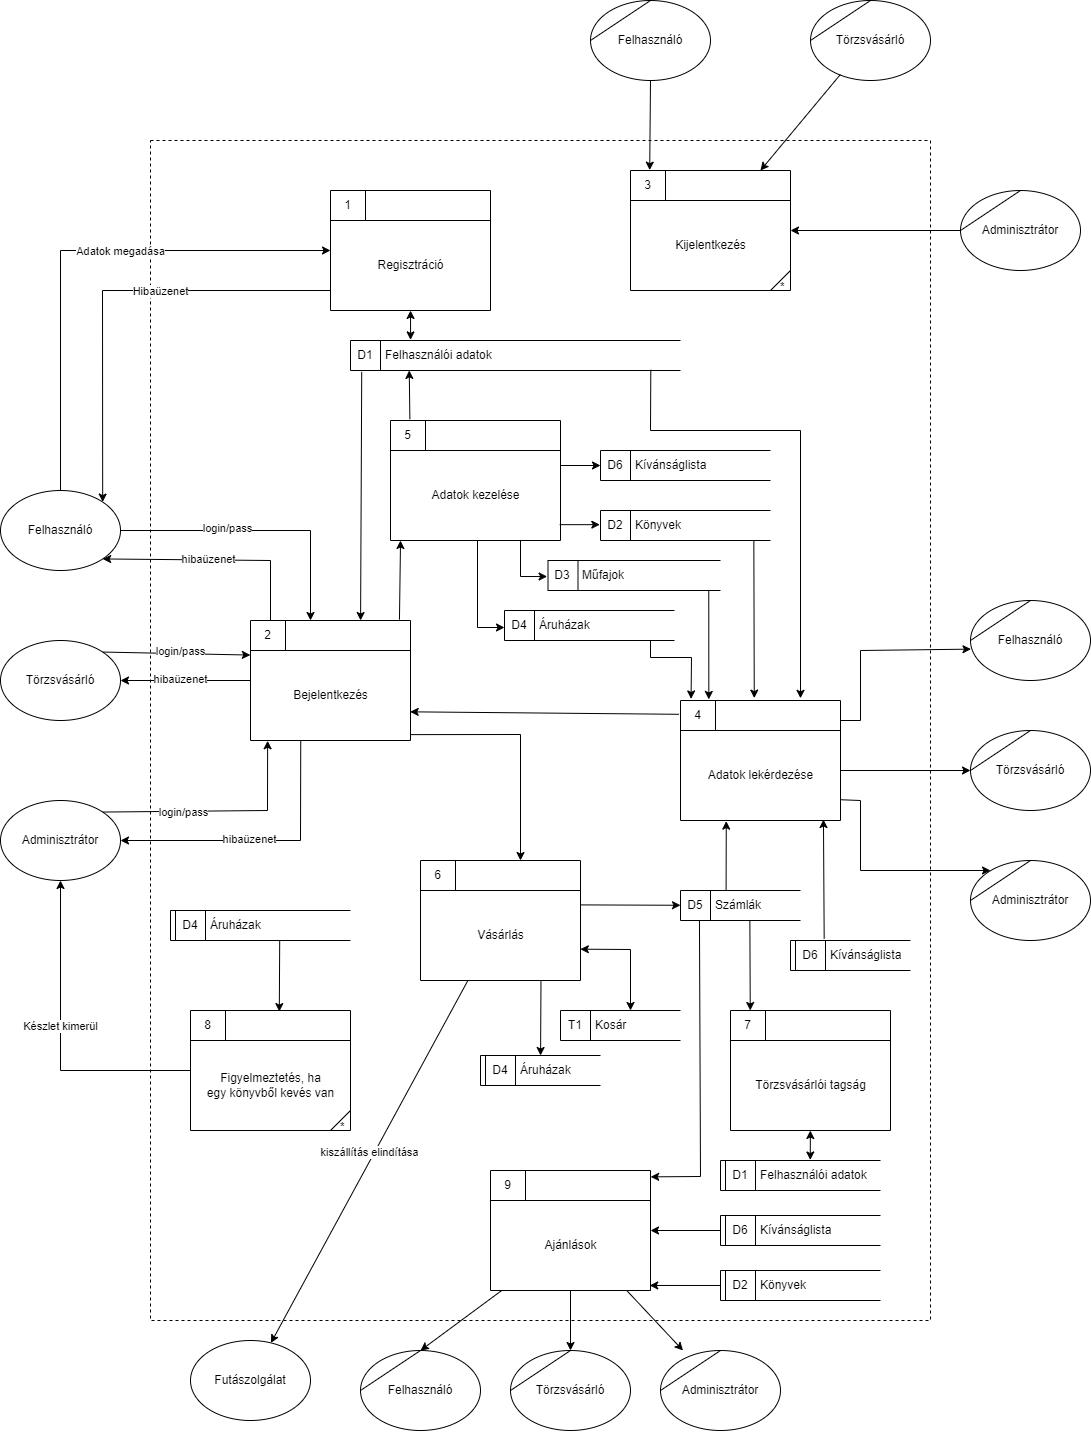 Felhasználó
Törzsvásárló
3
Kijelentkezés
*
Adminisztrátor
1
Regisztráció
Adatok megadása
Hibaüzenet
D1
Felhasználói adatok
5
Adatok kezelése
D6
Kívánságlista
D2
Könyvek
D3
Műfajok
D4
Áruházak
Felhasználó
login/pass
hibaüzenet
2
Bejelentkezés
login/pass
Törzsvásárló
hibaüzenet
login/pass
Adminisztrátor
hibaüzenet
4
Adatok lekérdezése
Felhasználó
Törzsvásárló
Adminisztrátor
6
Vásárlás
D5
Számlák
D4
Áruházak
D6
Kívánságlista
8
Figyelmeztetés, ha
egy könyvből kevés van
*
Készlet kimerül
T1
Kosár
D4
Áruházak
7
Törzsvásárlói tagság
kiszállítás elindítása
D1
Felhasználói adatok
9
Ajánlások
D6
Kívánságlista
D2
Könyvek
Futászolgálat
Felhasználó
Törzsvásárló
Adminisztrátor